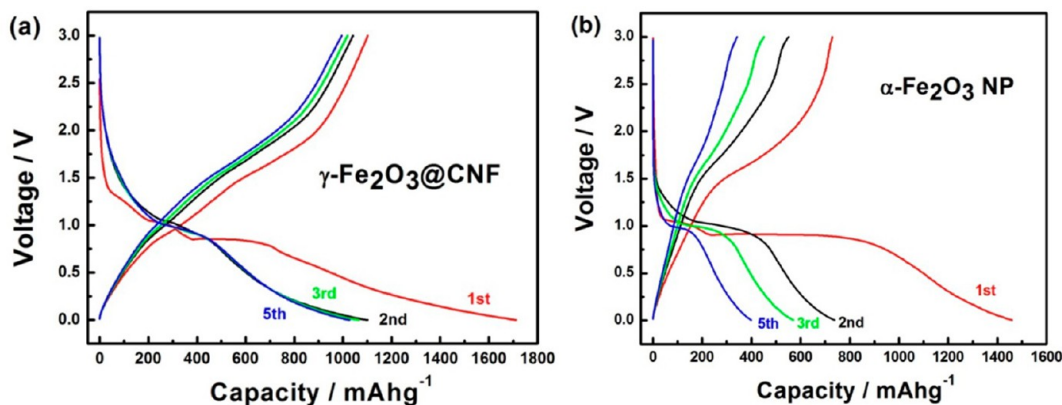 (a)
3.0
2.5
2.0
1.5
1.0
0.5
0.0
Voltage / V
γ-Fe2O3@CNF
1st
2nd
3rd
5th
0 200 400 600 800 1000 1200 1400 1600 1800
Capacity / mAhg-1
(b)
3.0
2.5
2.0
1.5
1.0
0.5
0.0
Voltage / V
α-Fe2O3 NP
1st
2nd
3rd
5th
0 200 400 600 800 1000 1200 1400 1600
Capacity / mAhg-1